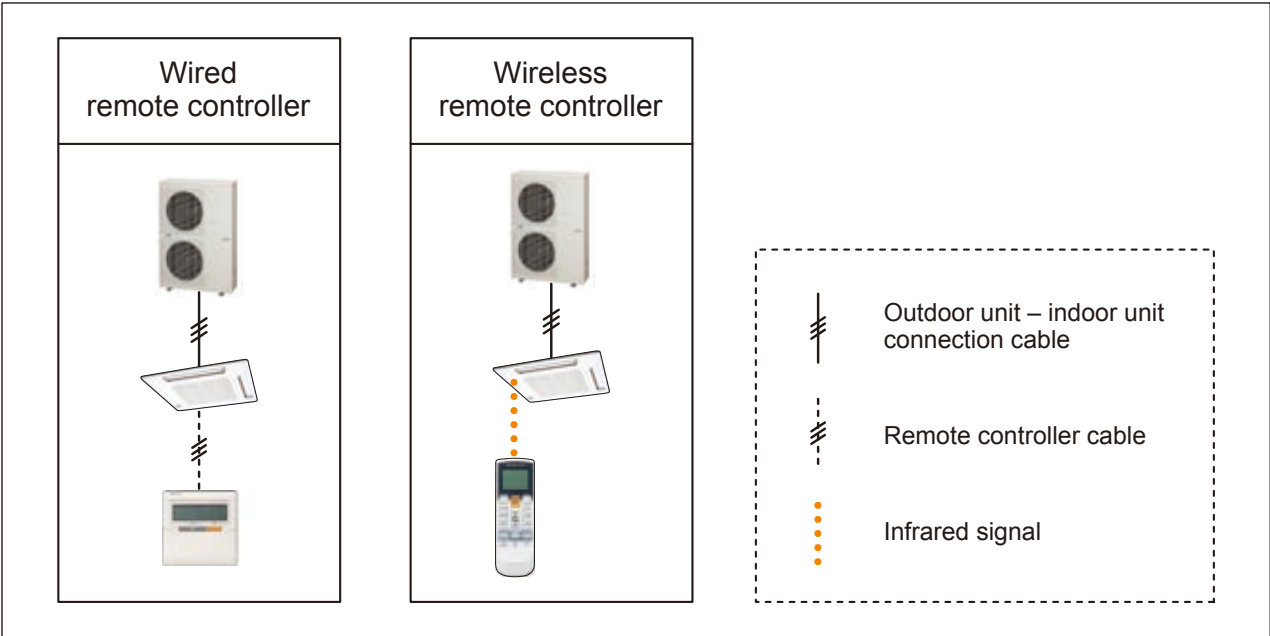 Wired
remote controller
Wireless
remote controller
Outdoor unit – indoor unit
connection cable
Remote controller cable
Infrared signal